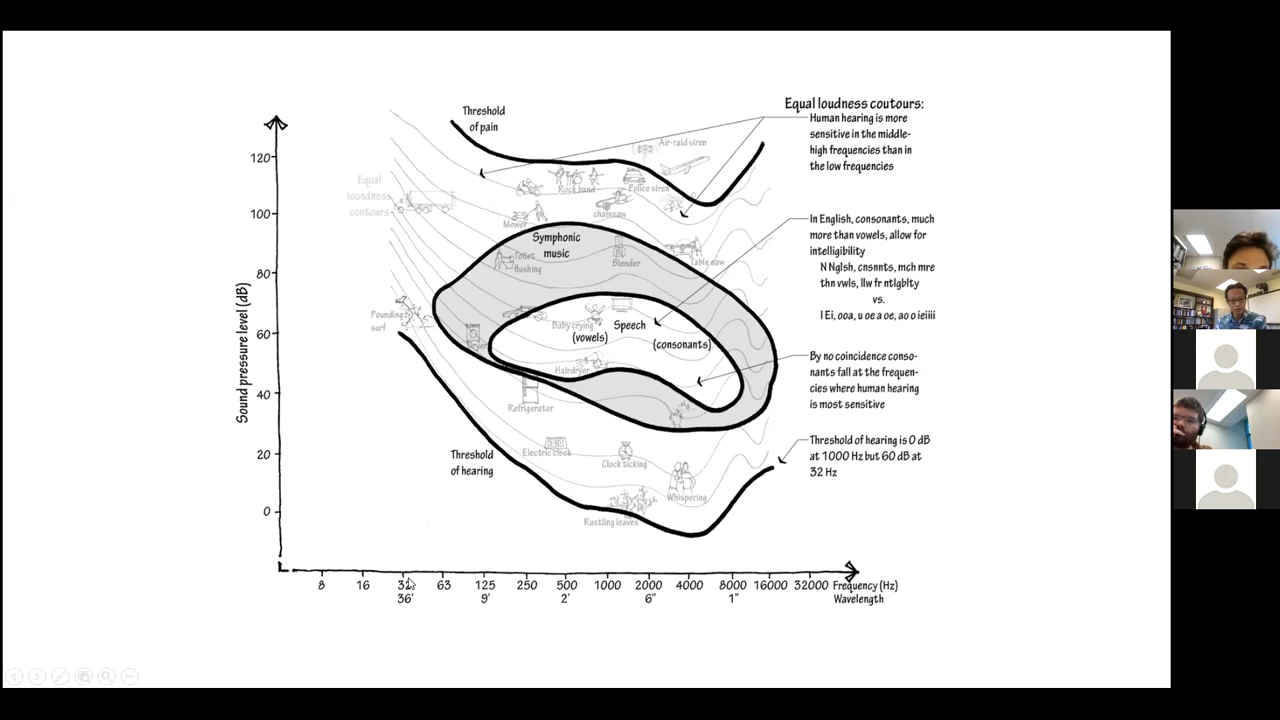 Equal loudness coutours:
Human hearing is more
sensitive in the middle-
high frequencies than in
the low frequencies
Threshold
of pain
Air-raid siren
120
Equal
loundness
contours
Rock band
Police siren
100
chainsaw
Mower
In English, consonants, much
more than vowels, allow for
intelligibility
N Nglsh, cnsnnts, mch mre
thn vwls, llw fr ntlgblty
vs.
I Ei, ooa, u oe a oe, ao o ieiiii
Symphonic
music
Toilet
flushing
Blender
Table saw
80
Sound pressure level (dB)
Pounding
surf
60
Baby crying
Speech
(vowels)
(consonants)
Dryer
By no coincidence conso-
nants fall at the frequen-
cies where human hearing
is most sensitive
Hairdryer
40
Refrigerator
Threshold of hearing is 0 dB
at 1000 Hz but 60 dB at
32 Hz
20
Threshold
of hearing
Electric clock
Clock ticking
Whispering
0
Rustling leaves
8 16 32 63 125 250 500 1000 2000 4000 8000 16000 32000 Frequency (Hz)
36' 9' 2' 6" 1" Wavelength